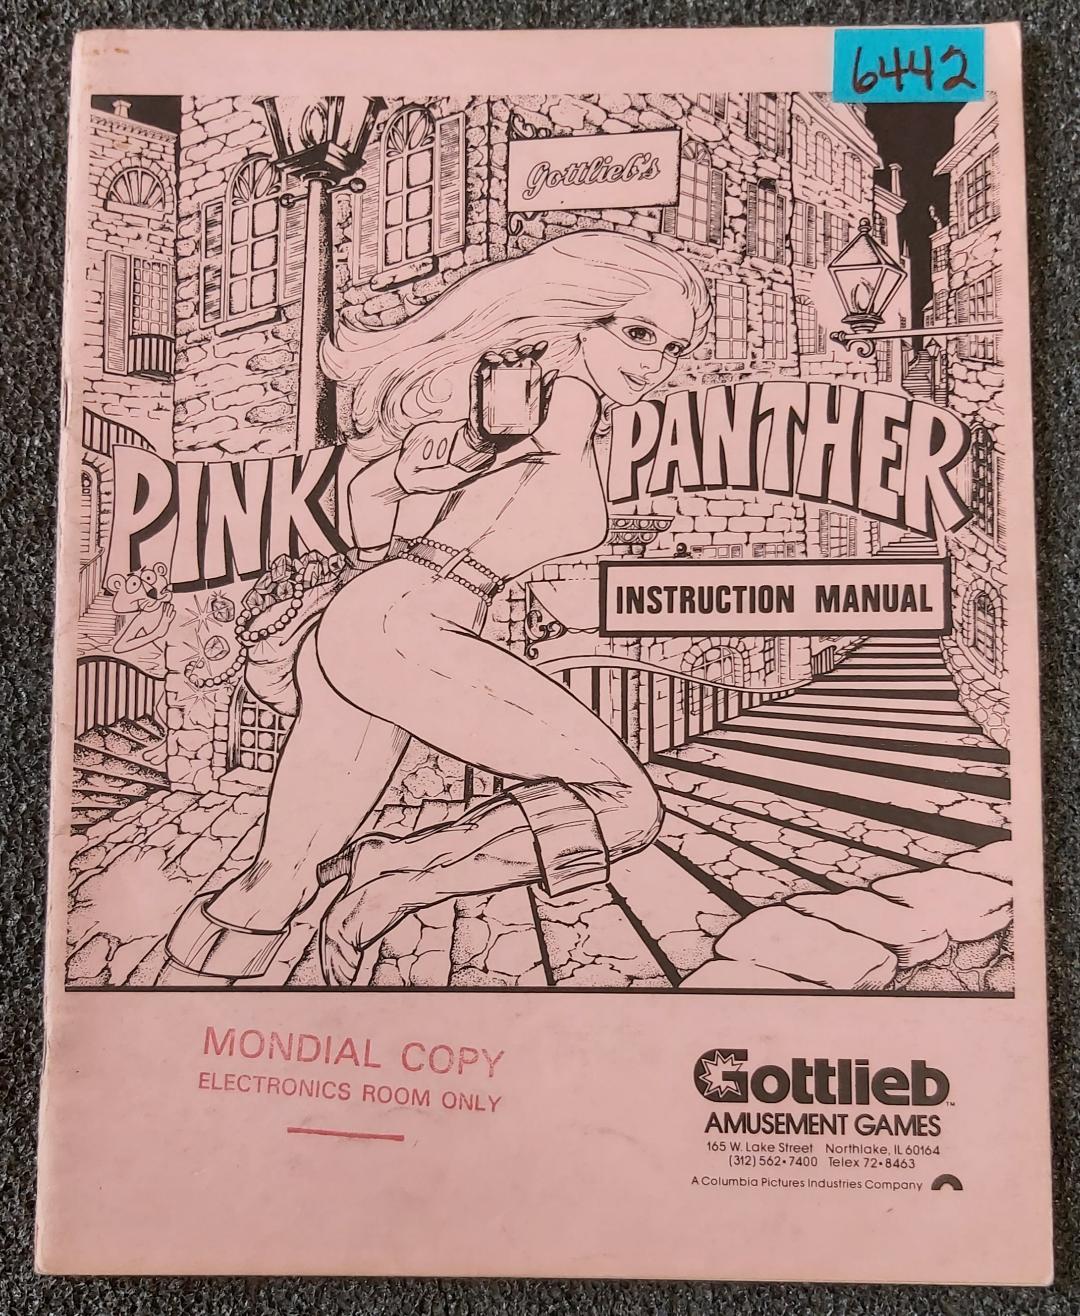 6442
Gottlieb's
PINK PANTHER
INSTRUCTION MANUAL
MONDIAL COPY
ELECTRONICS ROOM ONLY
Gottlieb™
AMUSEMENT GAMES
165 W. Lake Street Northlake, IL 60164
(312) 562•7400 Telex 72•8463
A Columbia Pictures Industries Company